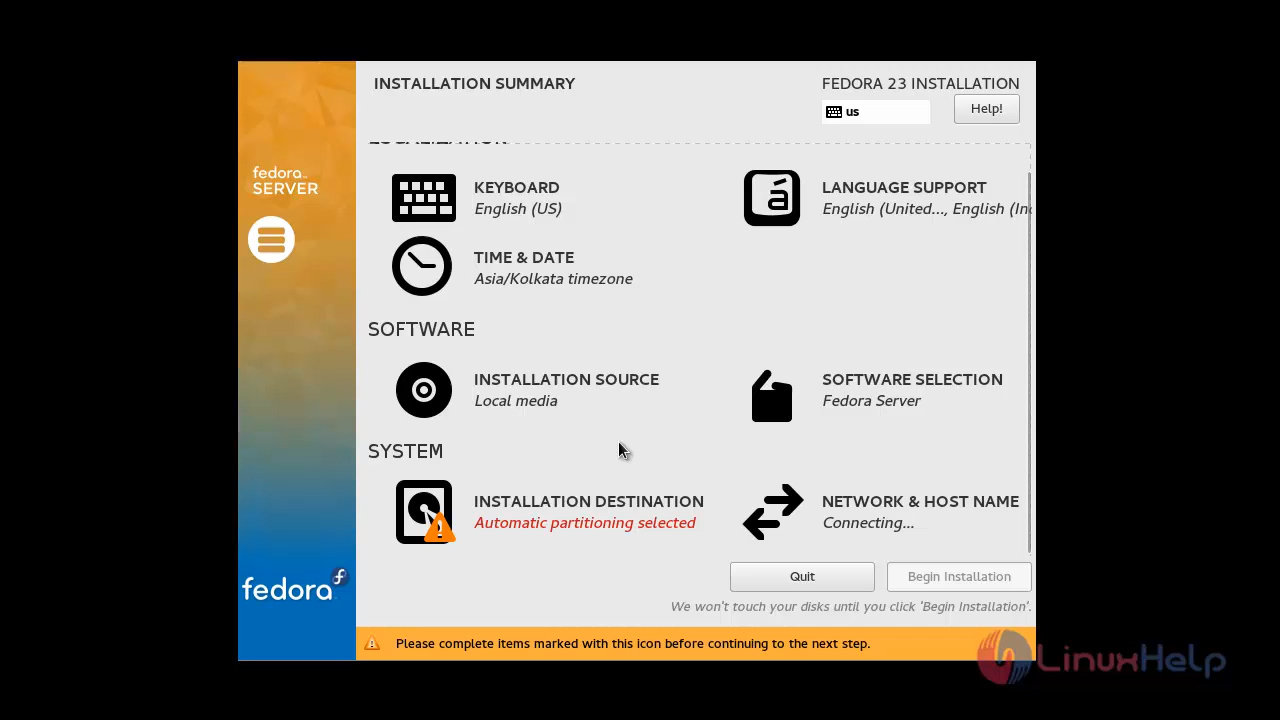 INSTALLATION SUMMARY
FEDORA 23 INSTALLATION
us
Help!
fedora
SERVER
LOCALIZATION
KEYBOARD
English (US)
LANGUAGE SUPPORT
English (United..., English (Ind
TIME & DATE
Asia/Kolkata timezone
SOFTWARE
INSTALLATION SOURCE
Local media
SOFTWARE SELECTION
Fedora Server
SYSTEM
INSTALLATION DESTINATION
Automatic partitioning selected
NETWORK & HOST NAME
Connecting...
fedora
Quit
Begin Installation
We won't touch your disks until you click 'Begin Installation'.
Please complete items marked with this icon before continuing to the next step.
LinuxHelp